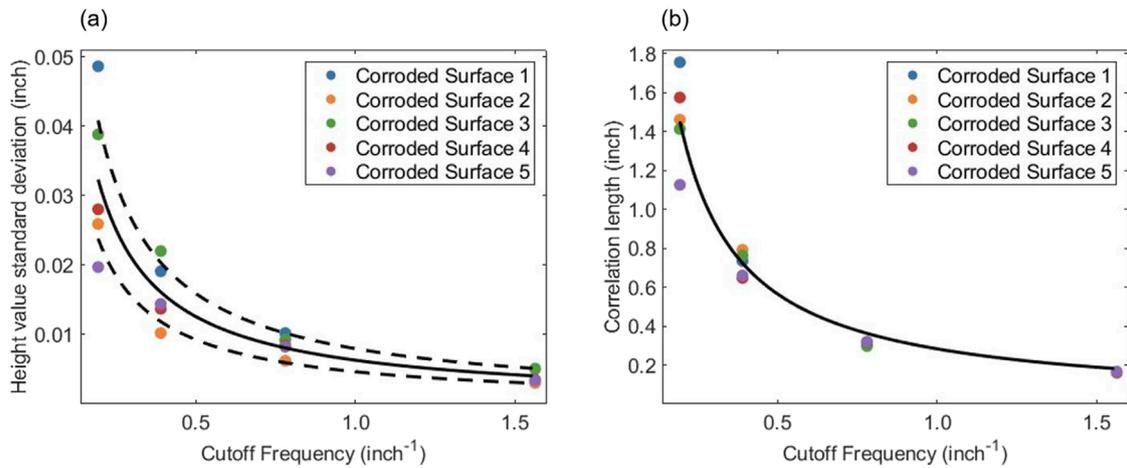 (a)
Height value standard deviation (inch)
0.05
0.04
0.03
0.02
0.01
0.5
1.0
1.5
Cutoff Frequency (inch⁻¹)
Corroded Surface 1
Corroded Surface 2
Corroded Surface 3
Corroded Surface 4
Corroded Surface 5
(b)
Correlation length (inch)
1.8
1.6
1.4
1.2
1.0
0.8
0.6
0.4
0.2
0.5
1.0
1.5
Cutoff Frequency (inch⁻¹)
Corroded Surface 1
Corroded Surface 2
Corroded Surface 3
Corroded Surface 4
Corroded Surface 5